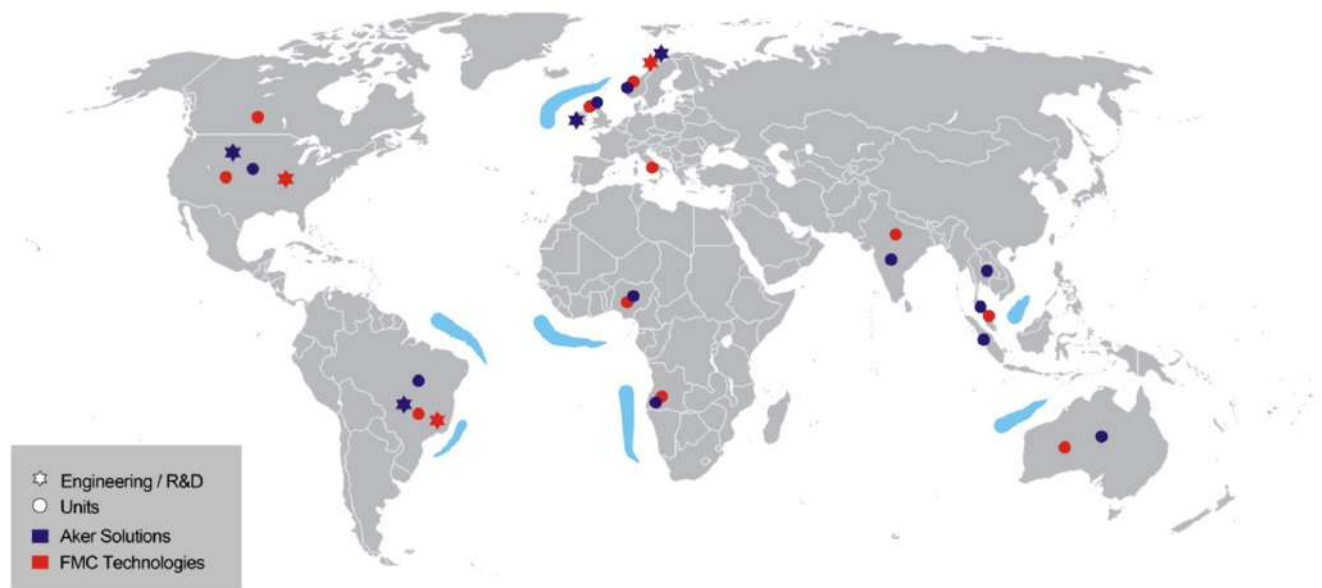 Engineering / R&D
Units
Aker Solutions
FMC Technologies